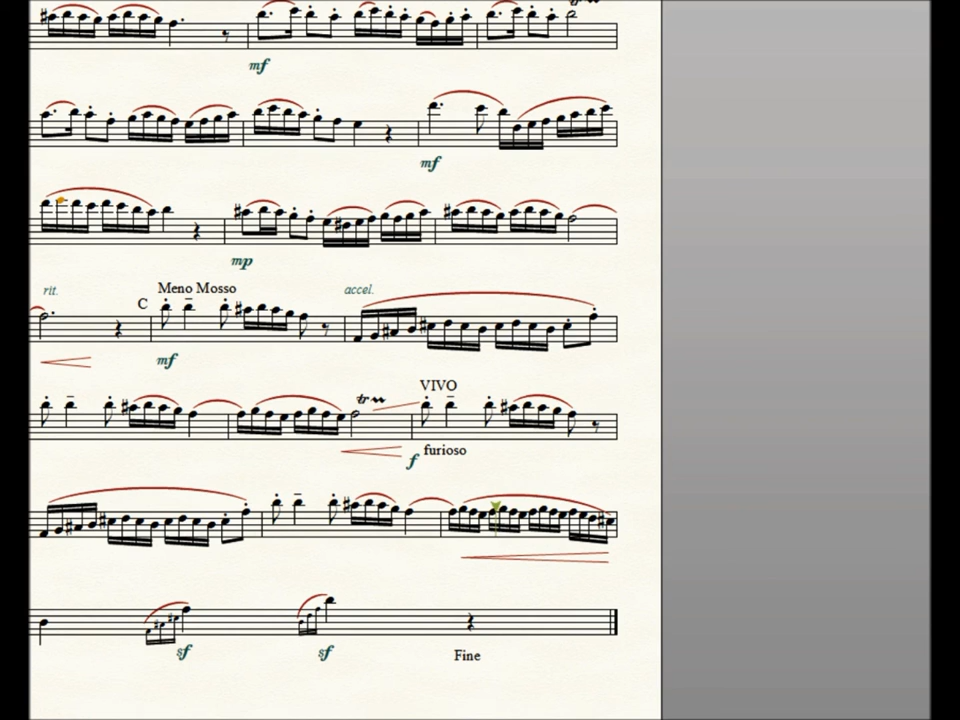 mf
mf
mp
rit.
C
Meno Mosso
accel.
mf
tr
VIVO
f
furioso
sf
sf
Fine